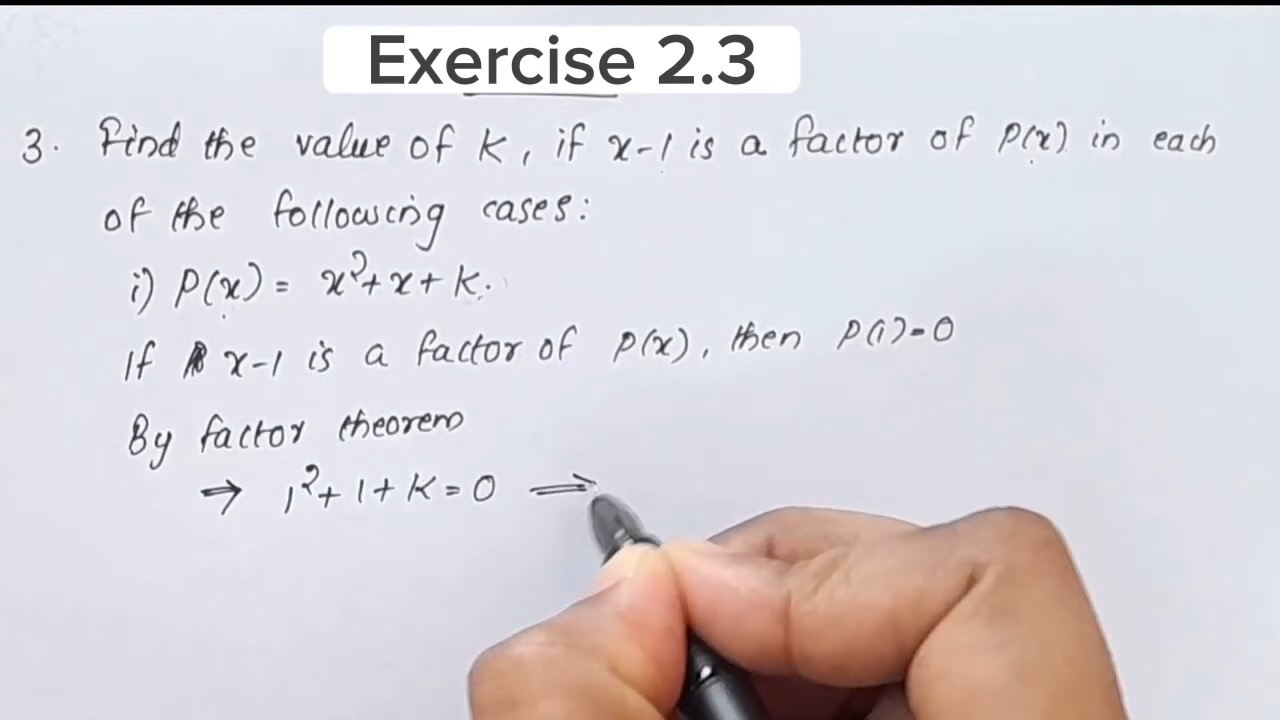 Exercise 2.3
3. Find the value of K, if x-1 is a factor of P(x) in each
of the following cases:
i) P(x) = x²+x+K.
If x-1 is a factor of P(x), then P(1)=0
By factor theorem
⇒ 1²+1+K=0 ⇒